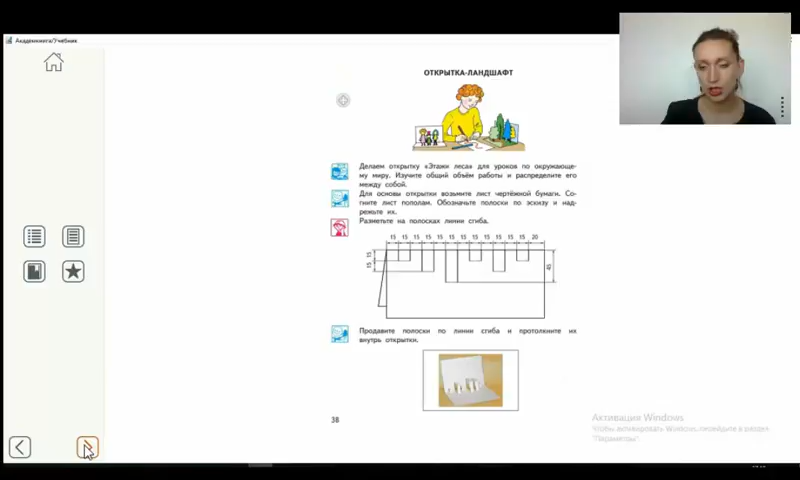 Академкнига/Учебник
ОТКРЫТКА-ЛАНДШАФТ
Делаем открытку «Этажи леса» для уроков по окружающе-
му миру. Изучите общий объём работы и распределите его
между собой.
Для основы открытки возьмите лист чертёжной бумаги. Со-
гните лист пополам. Обозначьте полоски по эскизу и над-
режьте их.
Разметьте на полосках линии сгиба.
15 15 15 15 15 15 15 15 15 15 15 15 20
15
15
45
Продавите полоски по линии сгиба и протолкните их
внутрь открытки.
38
Активация Windows
Чтобы активировать Windows, перейдите в раздел
"Параметры".